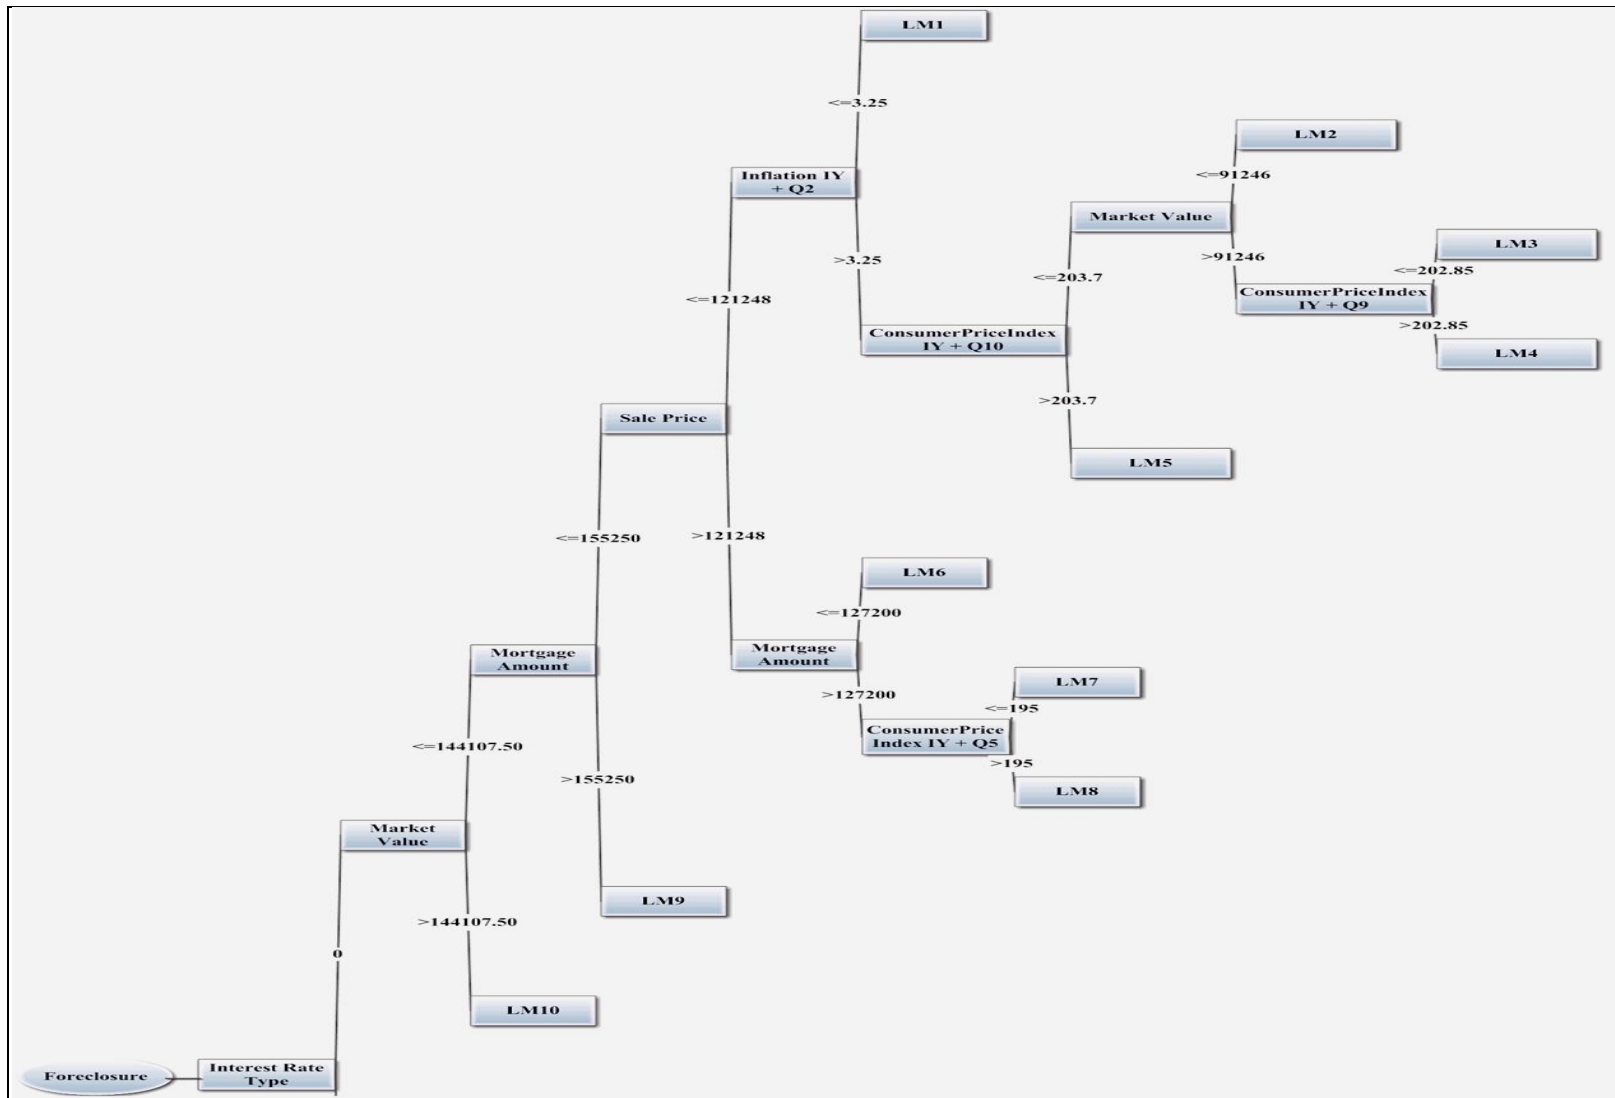 LM1
<=3.25
LM2
Inflation IY
+ Q2
<=91246
Market Value
LM3
>3.25
>91246
<=202.85
<=203.7
ConsumerPriceIndex
IY + Q9
<=121248
>202.85
ConsumerPriceIndex
IY + Q10
LM4
>203.7
Sale Price
LM5
<=155250
>121248
LM6
<=127200
Mortgage
Amount
Mortgage
Amount
LM7
>127200
<=195
ConsumerPrice
Index IY + Q5
<=144107.50
>195
>155250
LM8
Market
Value
LM9
>144107.50
0
LM10
Foreclosure
Interest Rate
Type